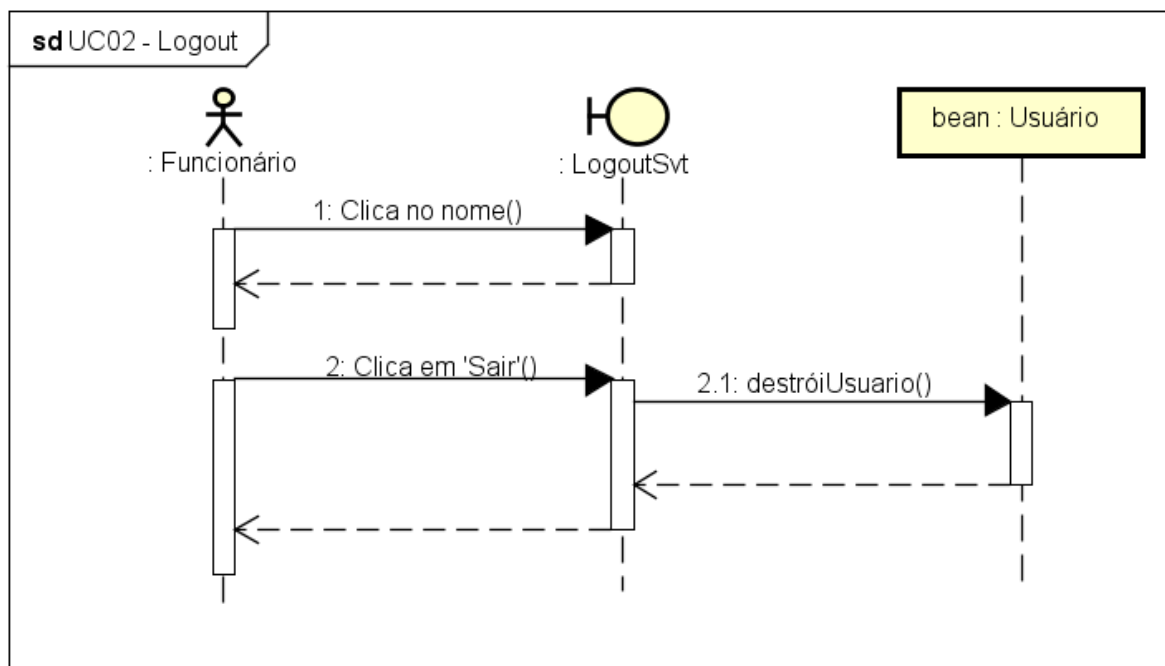 sd UC02 - Logout
: Funcionário
: LogoutSvt
bean : Usuário
1: Clica no nome()
2: Clica em 'Sair'()
2.1: destróiUsuario()